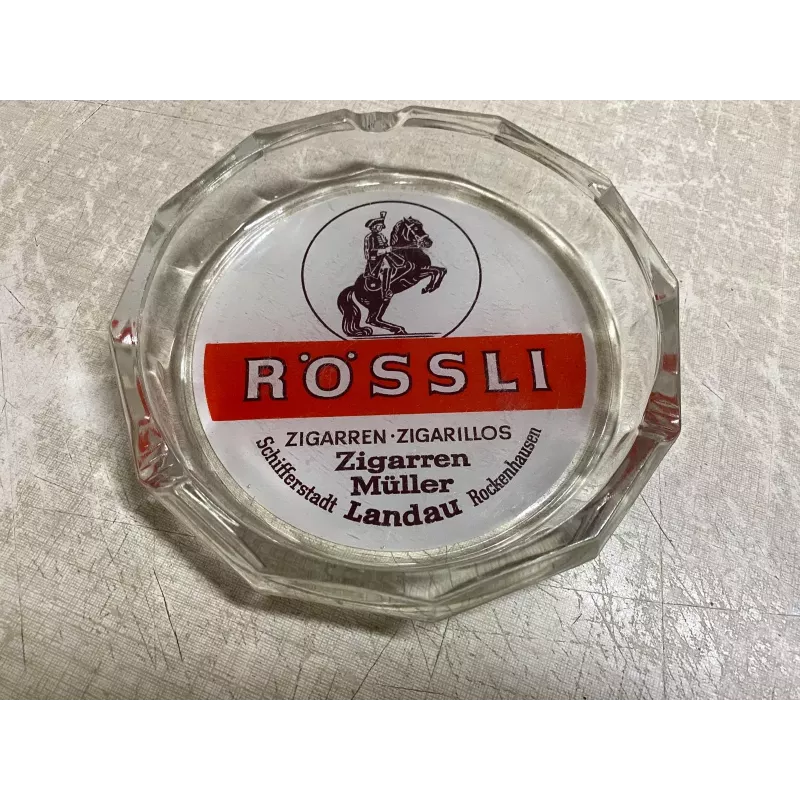 RÖSSLI
ZIGARREN · ZIGARILLOS
Zigarren
Müller
Schifferstadt Landau Rockenhausen